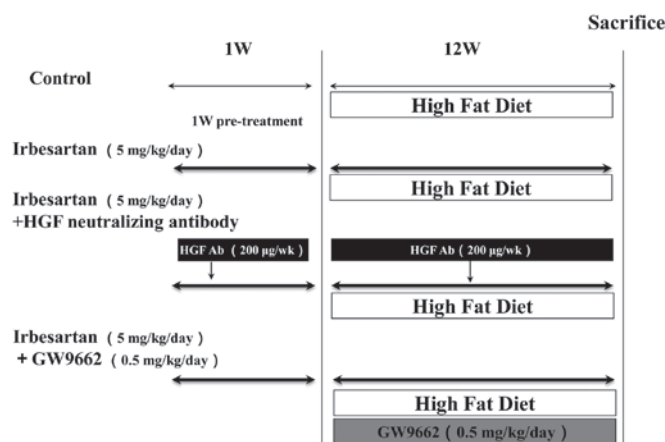 Sacrifice
1W 12W
Control
High Fat Diet
1W pre-treatment
Irbesartan ( 5 mg/kg/day )
High Fat Diet
Irbesartan ( 5 mg/kg/day )
+HGF neutralizing antibody
HGF Ab ( 200 μg/wk ) HGF Ab ( 200 μg/wk )
High Fat Diet
Irbesartan ( 5 mg/kg/day )
+ GW9662 ( 0.5 mg/kg/day )
High Fat Diet
GW9662 ( 0.5 mg/kg/day )